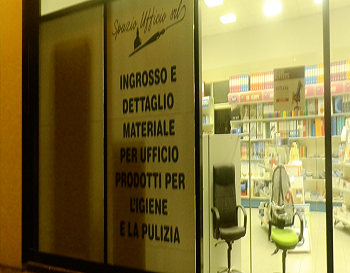 Spazio Ufficio srl
INGROSSO E
DETTAGLIO
MATERIALE
PER UFFICIO
PRODOTTI PER
L'IGIENE
E LA PULIZIA